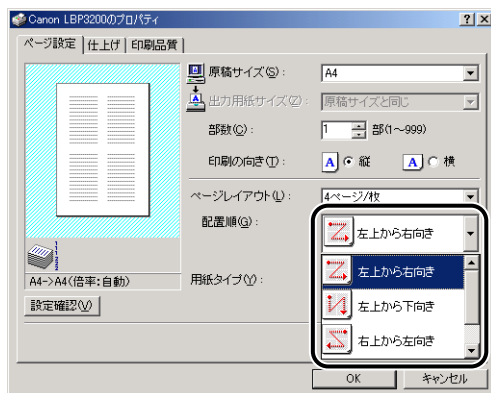 Canon LBP3200のプロパティ
ページ設定 仕上げ 印刷品質
原稿サイズ(S): A4
出力用紙サイズ(Z): 原稿サイズと同じ
部数(C): 1 部(1～999)
印刷の向き(T): A 縦 A 横
ページレイアウト(L): 4ページ/枚
配置順(G): 左上から右向き
左上から右向き
左上から下向き
右上から左向き
A4->A4(倍率:自動)
用紙タイプ(Y):
設定確認(V)
OK キャンセル